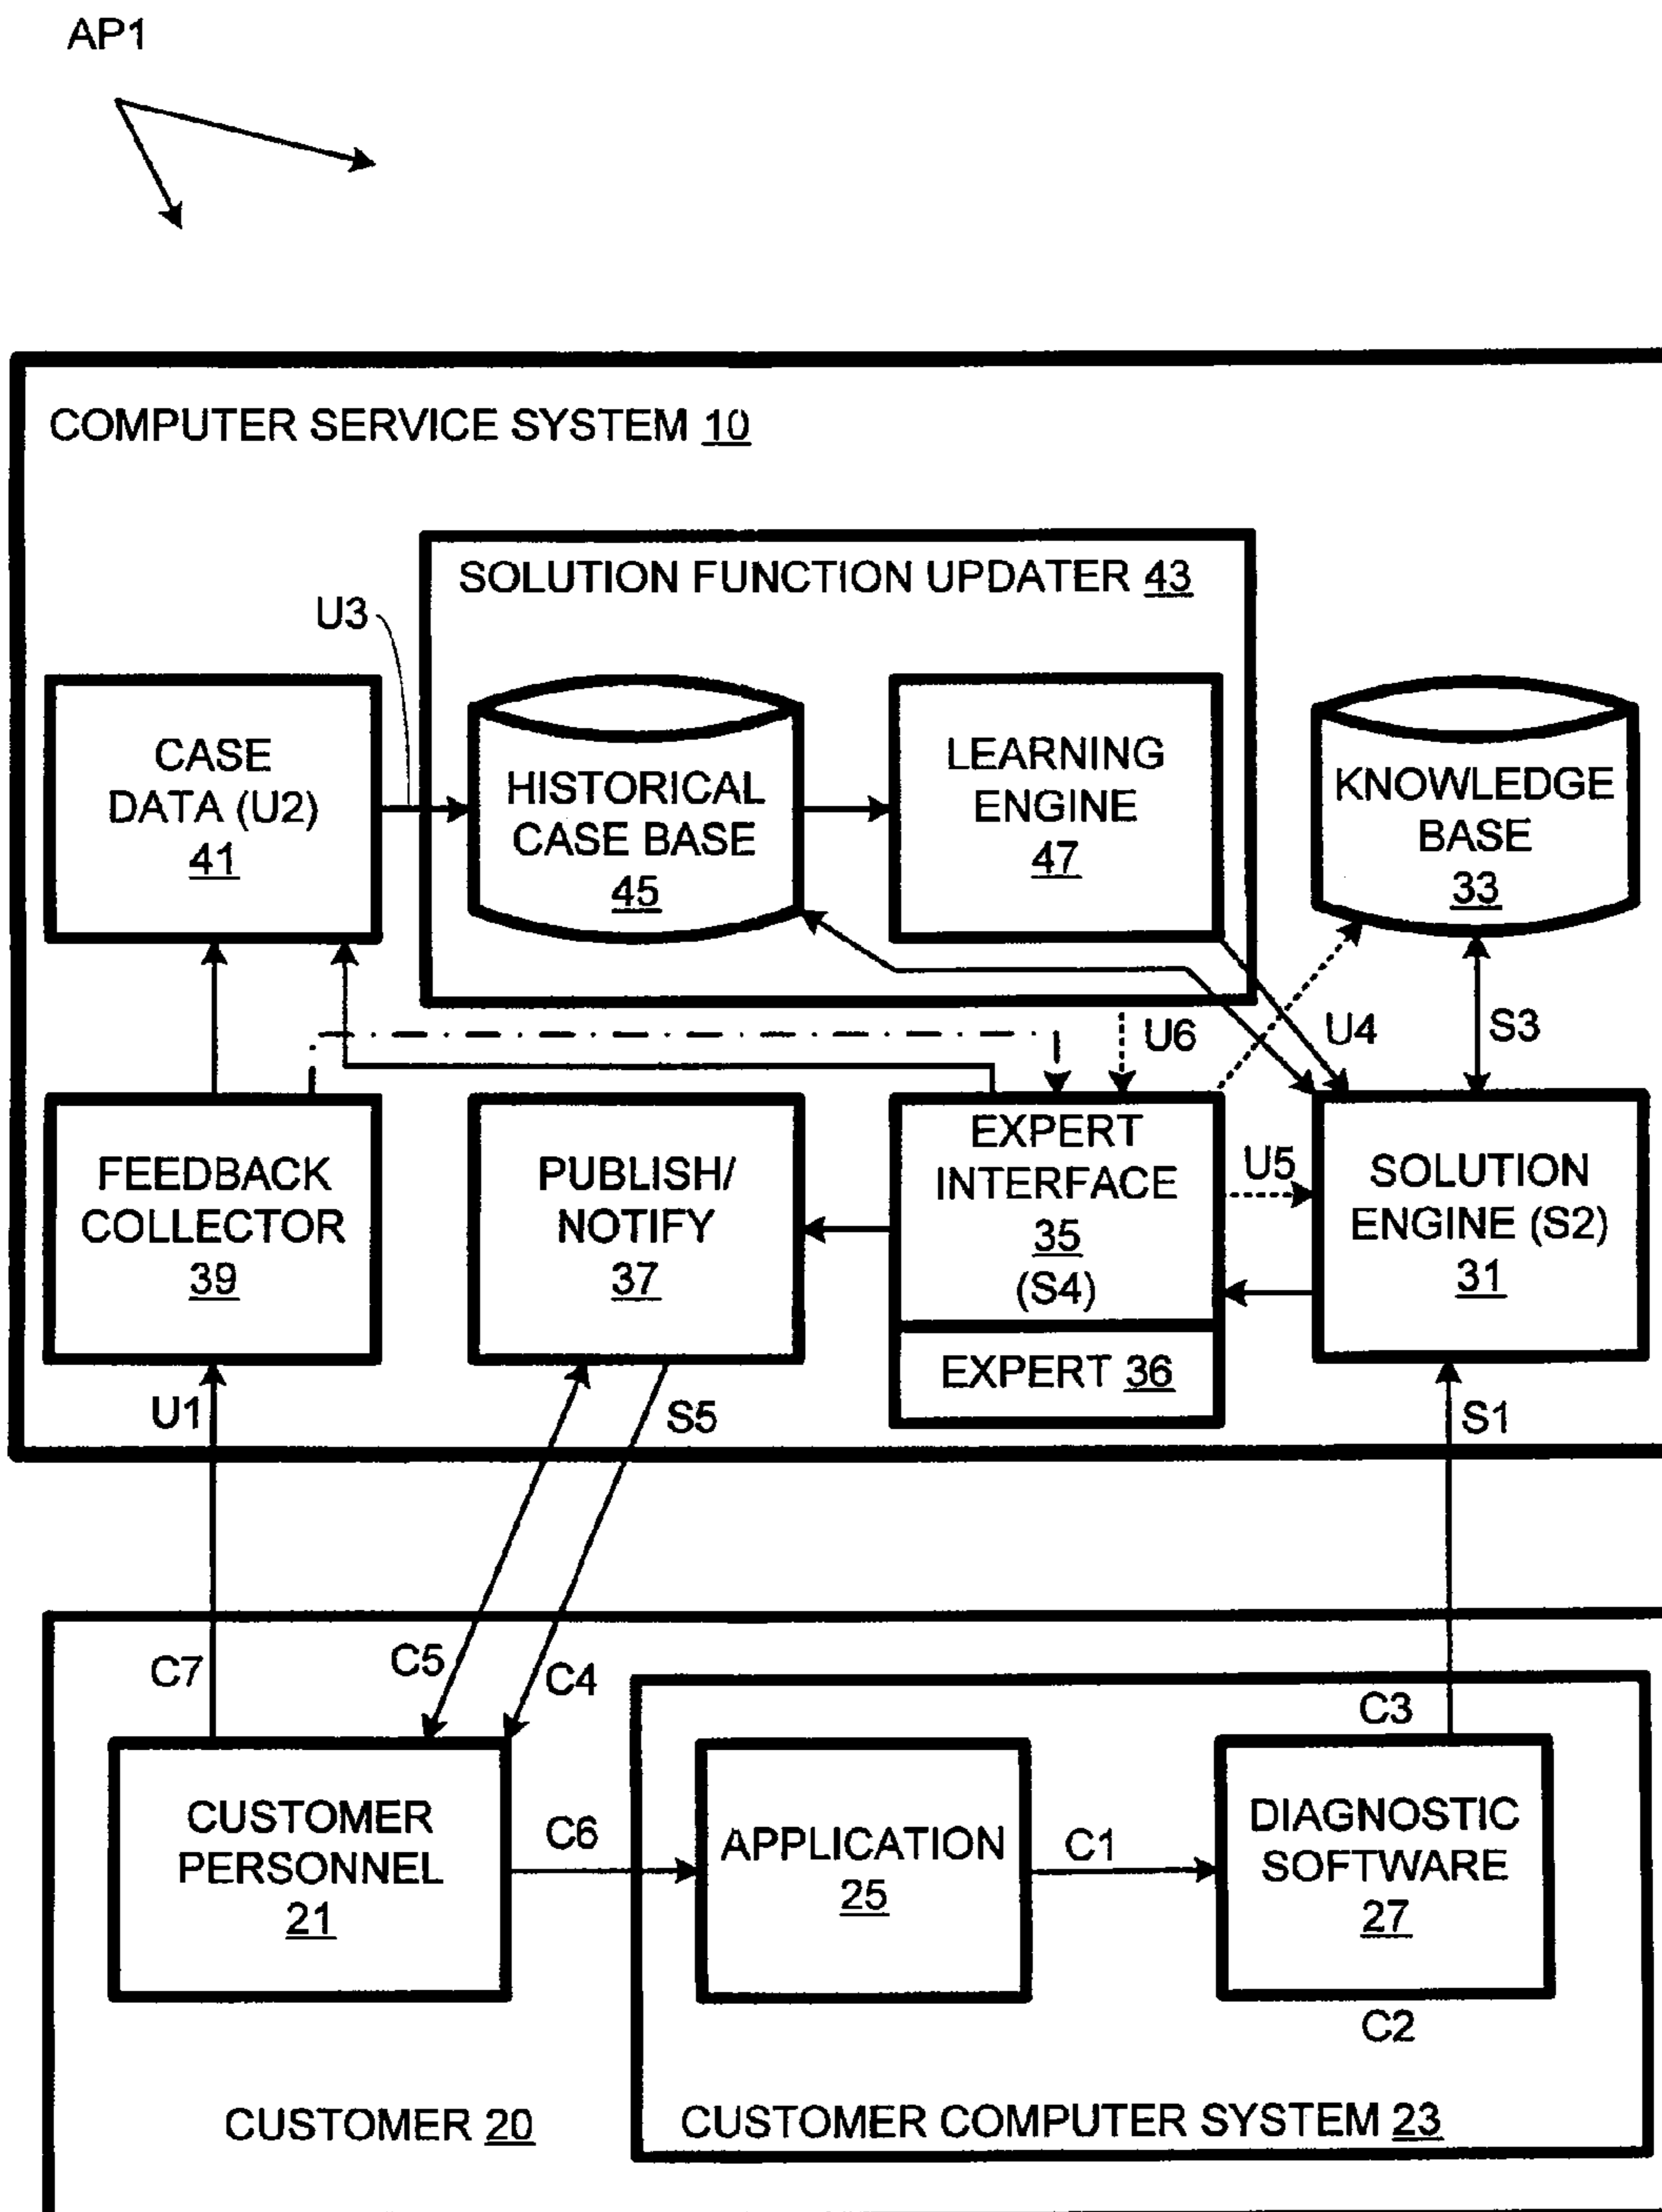 AP1
COMPUTER SERVICE SYSTEM 10
SOLUTION FUNCTION UPDATER 43
U3
CASE
DATA (U2)
41
HISTORICAL
CASE BASE
45
LEARNING
ENGINE
47
KNOWLEDGE
BASE
33
U6
U4
S3
FEEDBACK
COLLECTOR
39
PUBLISH/
NOTIFY
37
EXPERT
INTERFACE
35
(S4)
EXPERT 36
U5
SOLUTION
ENGINE (S2)
31
U1
S5
S1
C7
C5
C4
C3
CUSTOMER
PERSONNEL
21
C6
APPLICATION
25
C1
DIAGNOSTIC
SOFTWARE
27
C2
CUSTOMER 20
CUSTOMER COMPUTER SYSTEM 23